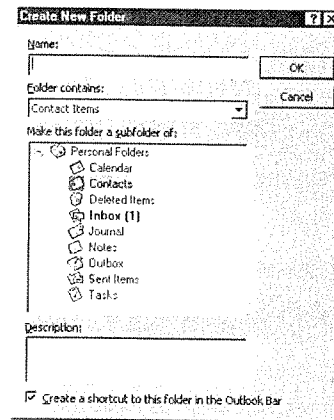 Create New Folder
Name:
OK
Folder contains:
Cancel
Contact Items
Make this folder a subfolder of:
Personal Folders
Calendar
Contacts
Deleted Items
Inbox (1)
Journal
Notes
Outbox
Sent Items
Tasks
Description:
Create a shortcut to this folder in the Outlook Bar